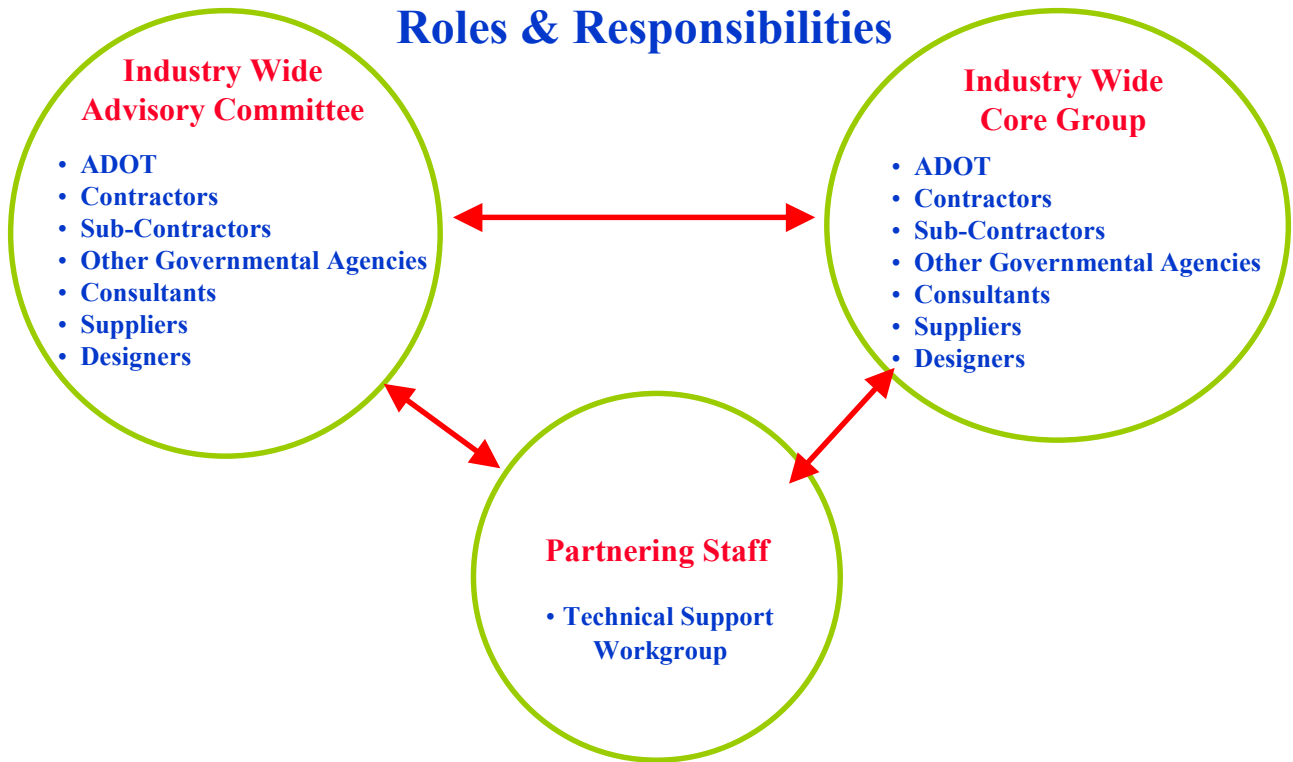 Roles & Responsibilities
Industry Wide
Advisory Committee
• ADOT
• Contractors
• Sub-Contractors
• Other Governmental Agencies
• Consultants
• Suppliers
• Designers
Industry Wide
Core Group
• ADOT
• Contractors
• Sub-Contractors
• Other Governmental Agencies
• Consultants
• Suppliers
• Designers
Partnering Staff
• Technical Support
Workgroup